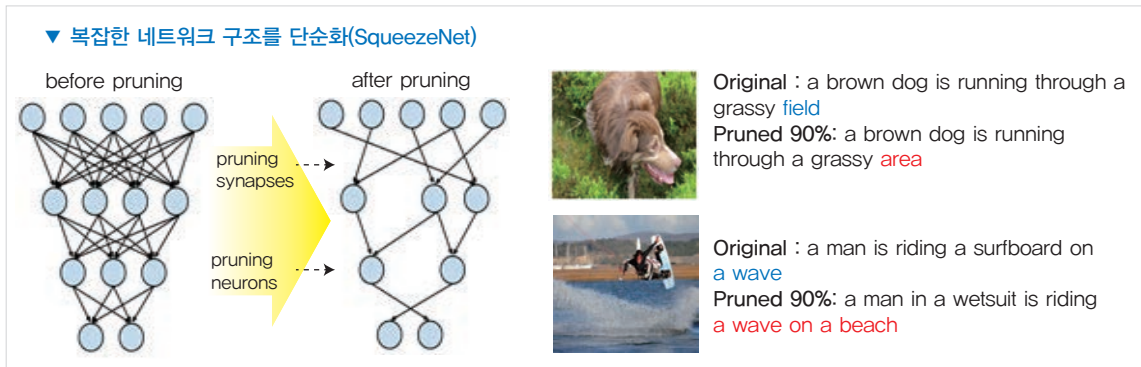 ▼ 복잡한 네트워크 구조를 단순화(SqueezeNet)
before pruning
after pruning
pruning
synapses
pruning
neurons
Original : a brown dog is running through a
grassy field
Pruned 90%: a brown dog is running
through a grassy area
Original : a man is riding a surfboard on
a wave
Pruned 90%: a man in a wetsuit is riding
a wave on a beach